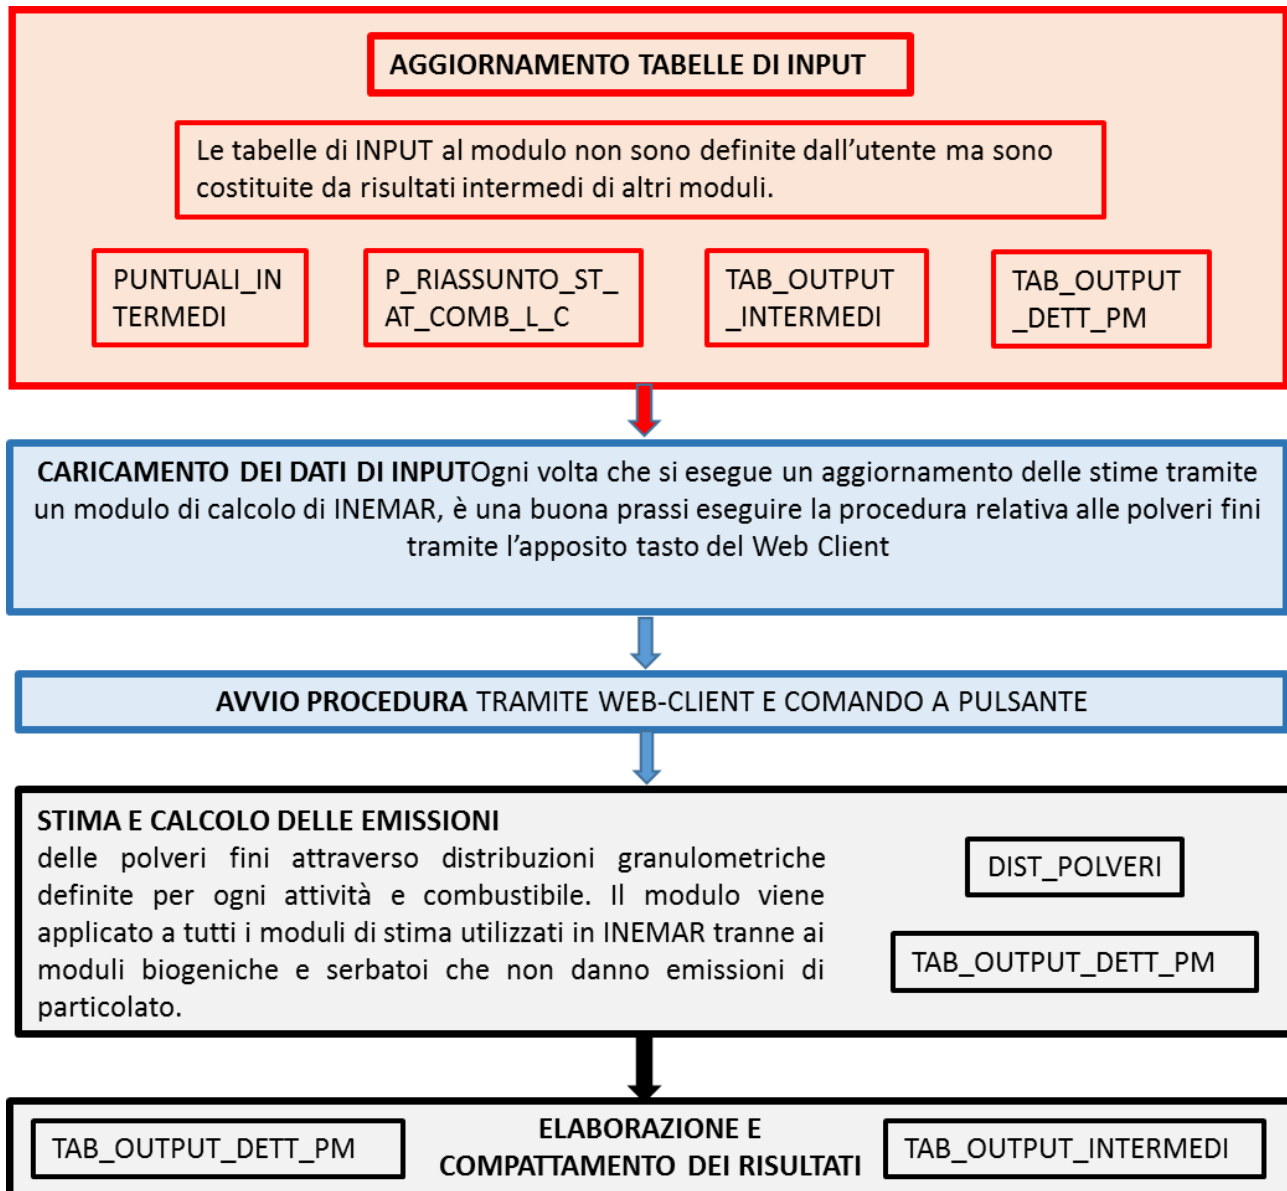 AGGIORNAMENTO TABELLE DI INPUT
Le tabelle di INPUT al modulo non sono definite dall'utente ma sono
costituite da risultati intermedi di altri moduli.
PUNTUALI_IN
TERMEDI
P_RIASSUNTO_ST_
AT_COMB_L_C
TAB_OUTPUT
_INTERMEDI
TAB_OUTPUT
_DETT_PM
CARICAMENTO DEI DATI DI INPUTOgni volta che si esegue un aggiornamento delle stime tramite
un modulo di calcolo di INEMAR, è una buona prassi eseguire la procedura relativa alle polveri fini
tramite l'apposito tasto del Web Client
AVVIO PROCEDURA TRAMITE WEB-CLIENT E COMANDO A PULSANTE
STIMA E CALCOLO DELLE EMISSIONI
delle polveri fini attraverso distribuzioni granulometriche
definite per ogni attività e combustibile. Il modulo viene
applicato a tutti i moduli di stima utilizzati in INEMAR tranne ai
moduli biogeniche e serbatoi che non danno emissioni di
particolato.
DIST_POLVERI
TAB_OUTPUT_DETT_PM
TAB_OUTPUT_DETT_PM
ELABORAZIONE E
COMPATTAMENTO DEI RISULTATI
TAB_OUTPUT_INTERMEDI